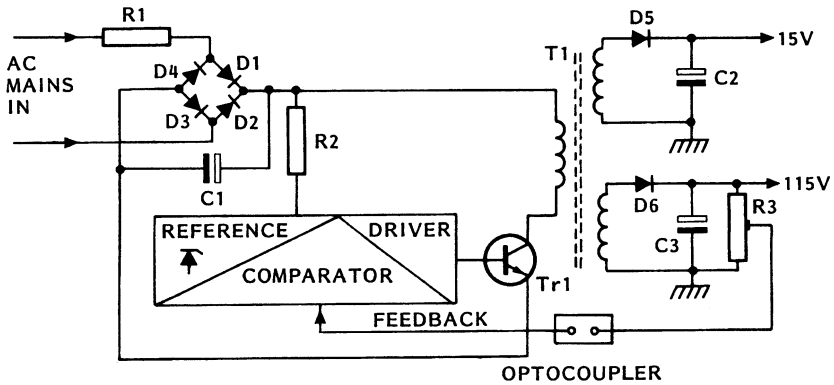 R1
AC
MAINS
IN
D4
D1
D3
D2
C1
R2
T1
D5
15V
C2
D6
115V
C3
R3
REFERENCE
DRIVER
COMPARATOR
Tr1
FEEDBACK
OPTOCOUPLER